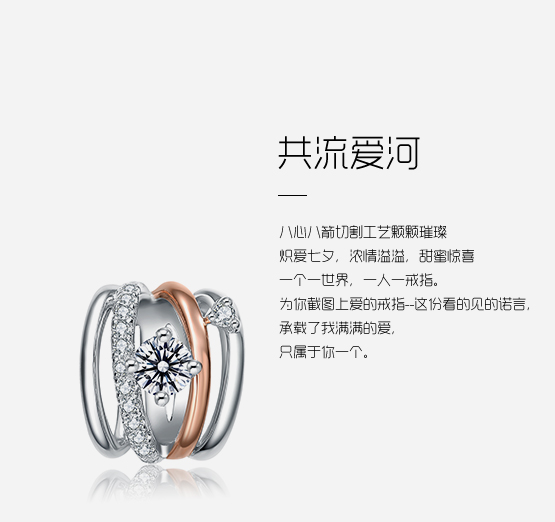 共流爱河
八心八箭切割工艺颗颗璀璨
炽爱七夕，浓情溢溢，甜蜜惊喜
一个一世界，一人一戒指。
为你截图上爱的戒指--这份看的见的诺言，
承载了我满满的爱，
只属于你一个。